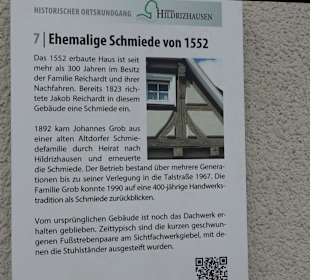 HISTORISCHER ORTSRUNDGANG
HILDRIZHAUSEN
7 | Ehemalige Schmiede von 1552
Das 1552 erbaute Haus ist seit
mehr als 300 Jahren im Besitz
der Familie Reichardt und ihrer
Nachfahren. Bereits 1823 rich-
tete Jakob Reichardt in diesem
Gebäude eine Schmiede ein.
1892 kam Johannes Grob aus
einer alten Altdorfer Schmie-
defamilie durch Heirat nach
Hildrizhausen und erneuerte
die Schmiede. Der Betrieb bestand über mehrere Genera-
tionen bis zu seiner Verlegung in die Talstraße 1967. Die
Familie Grob konnte 1990 auf eine 400-jährige Handwerks-
tradition als Schmiede zurückblicken.
Vom ursprünglichen Gebäude ist noch das Dachwerk er-
halten geblieben. Zeittypisch sind die kurzen geschwun-
genen Fußstrebenpaare am Sichtfachwerkgiebel, mit de-
nen die Stuhlständer ausgesteift wurden.